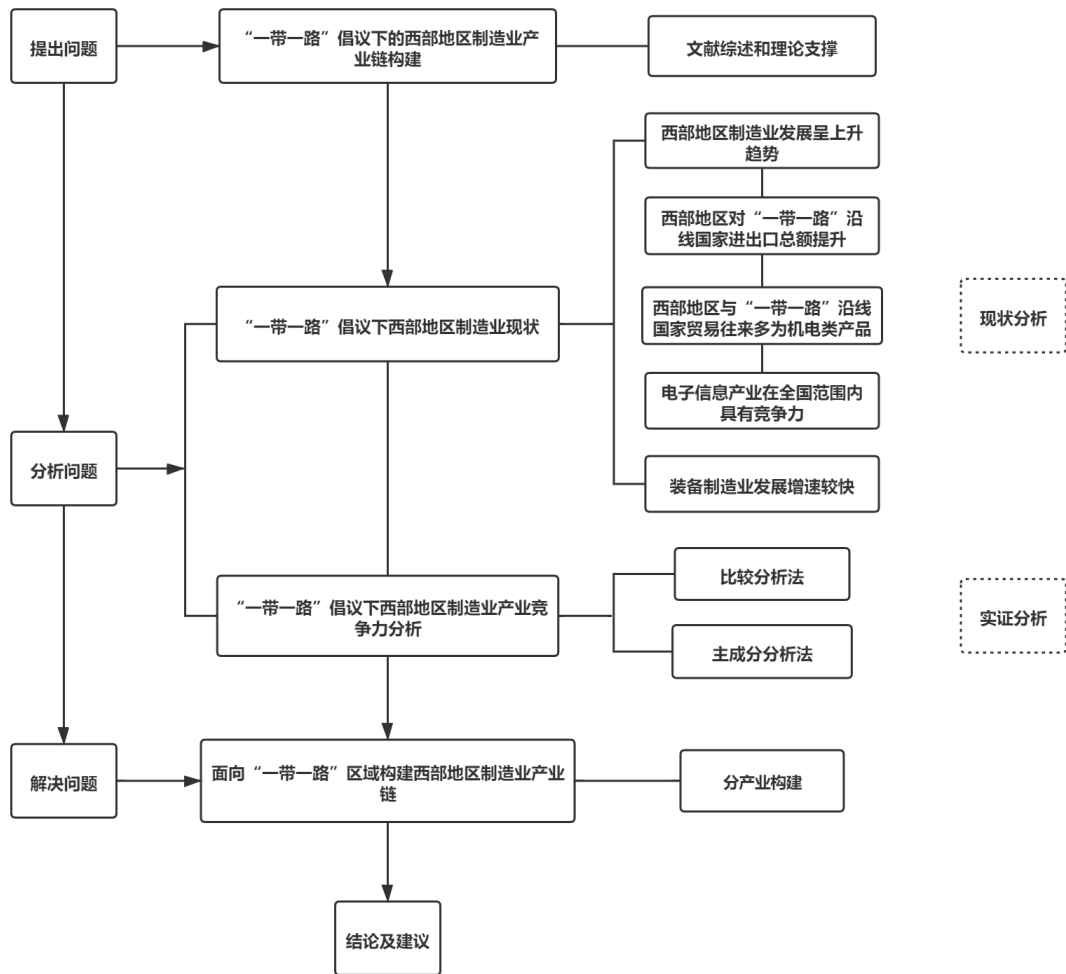 提出问题
“一带一路”倡议下的西部地区制造业产
业链构建
文献综述和理论支撑
西部地区制造业发展呈上升
趋势
西部地区对“一带一路”沿
线国家进出口总额提升
西部地区与“一带一路”沿线
国家贸易往来多为机电类产品
“一带一路”倡议下西部地区制造业现状
现状分析
电子信息产业在全国范围内
具有竞争力
分析问题
装备制造业发展增速较快
比较分析法
“一带一路”倡议下西部地区制造业产业竞
争力分析
实证分析
主成分分析法
解决问题
面向“一带一路”区域构建西部地区制造业产业
链
分产业构建
结论及建议